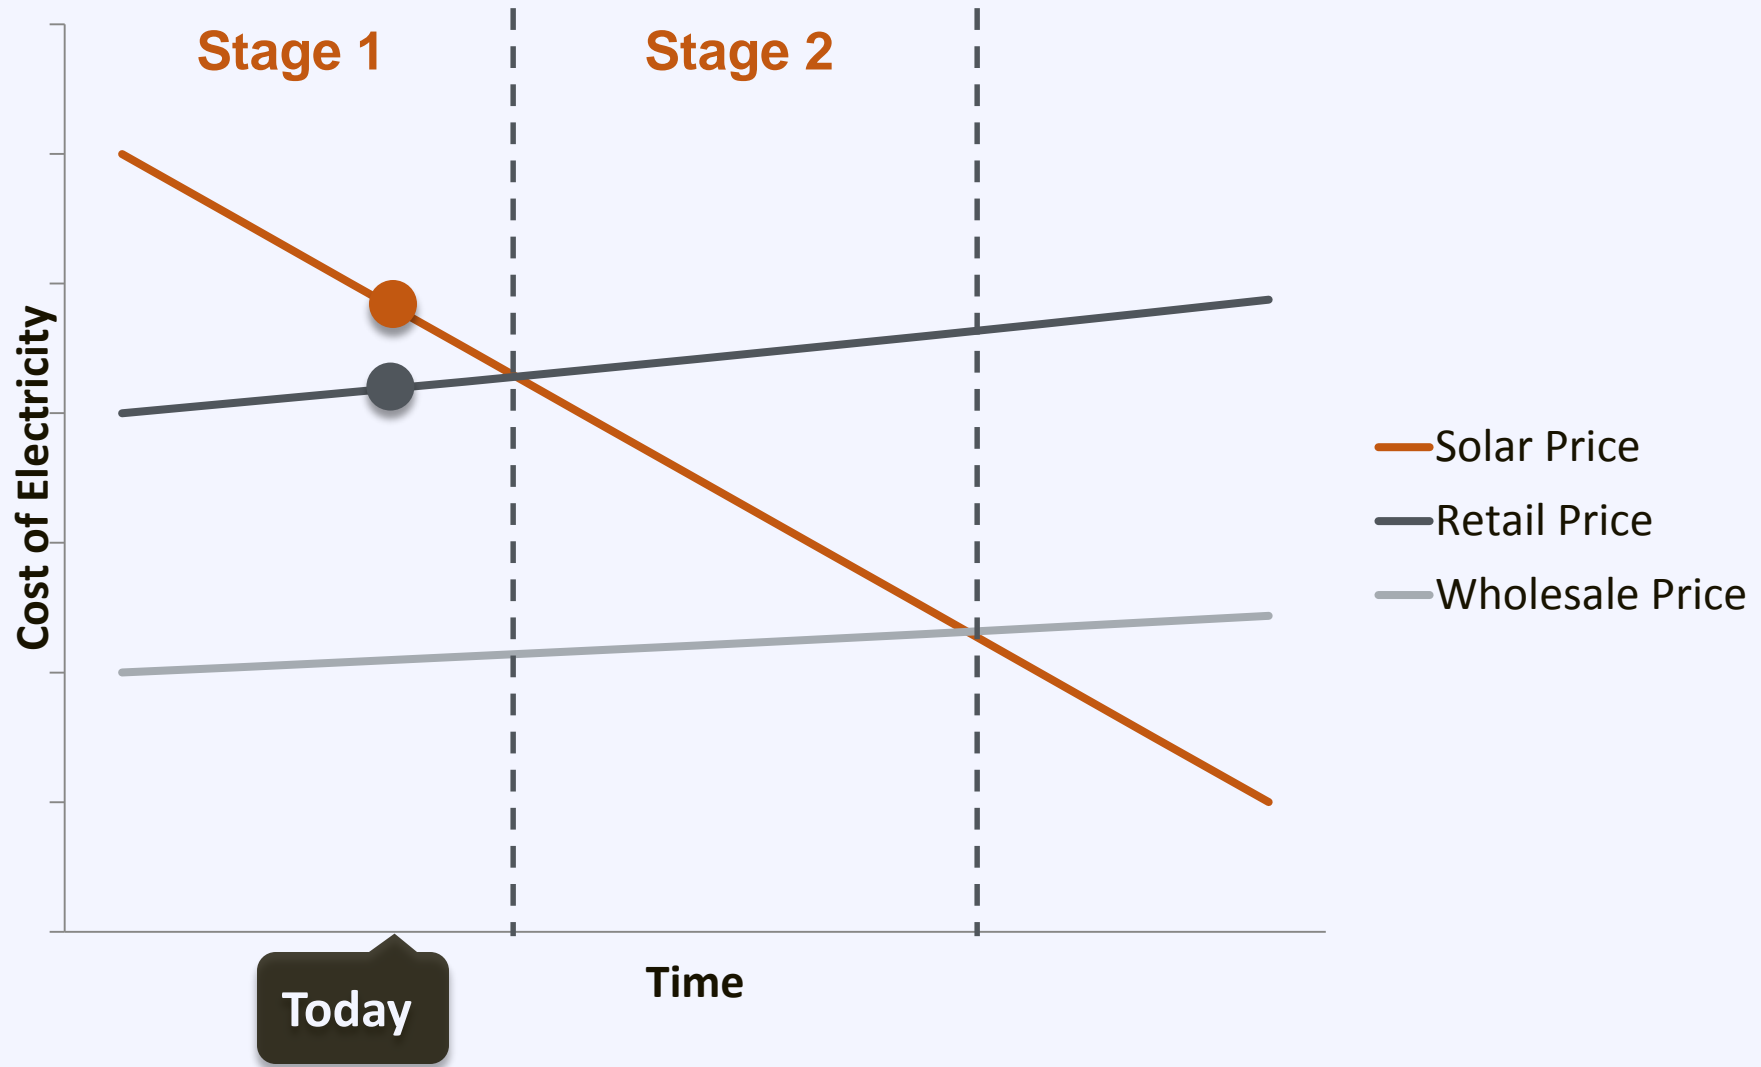 Stage 1
Stage 2
Cost of Electricity
Solar Price
Retail Price
Wholesale Price
Time
Today